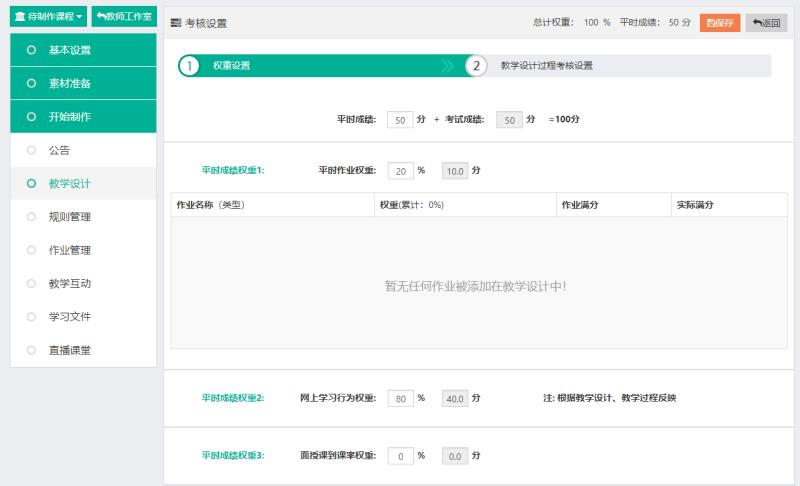 待制作课程 教师工作室
基本设置
素材准备
开始制作
公告
教学设计
规则管理
作业管理
教学互动
学习文件
直播课堂
考核设置 总计权重： 100 % 平时成绩： 50 分 保存 返回
1 权重设置 2 教学设计过程考核设置
平时成绩: 50 分 + 考试成绩: 50 分 =100分
平时成绩权重1: 平时作业权重: 20 % 10.0 分
作业名称（类型） 权重(累计：0%) 作业满分 实际满分
暂无任何作业被添加在教学设计中！
平时成绩权重2: 网上学习行为权重: 80 % 40.0 分 注: 根据教学设计、教学过程反映
平时成绩权重3: 面授课到课率权重: 0 % 0.0 分